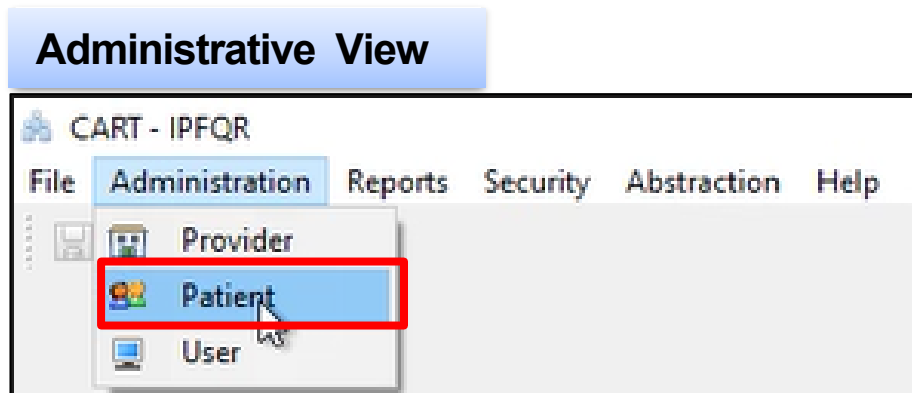 Administrative View
CART - IPFQR
File Administration Reports Security Abstraction Help
Provider
Patient
User